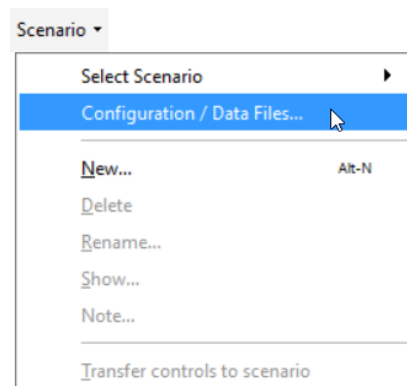 Scenario
Select Scenario
Configuration / Data Files...
New... Alt-N
Delete
Rename...
Show...
Note...
Transfer controls to scenario